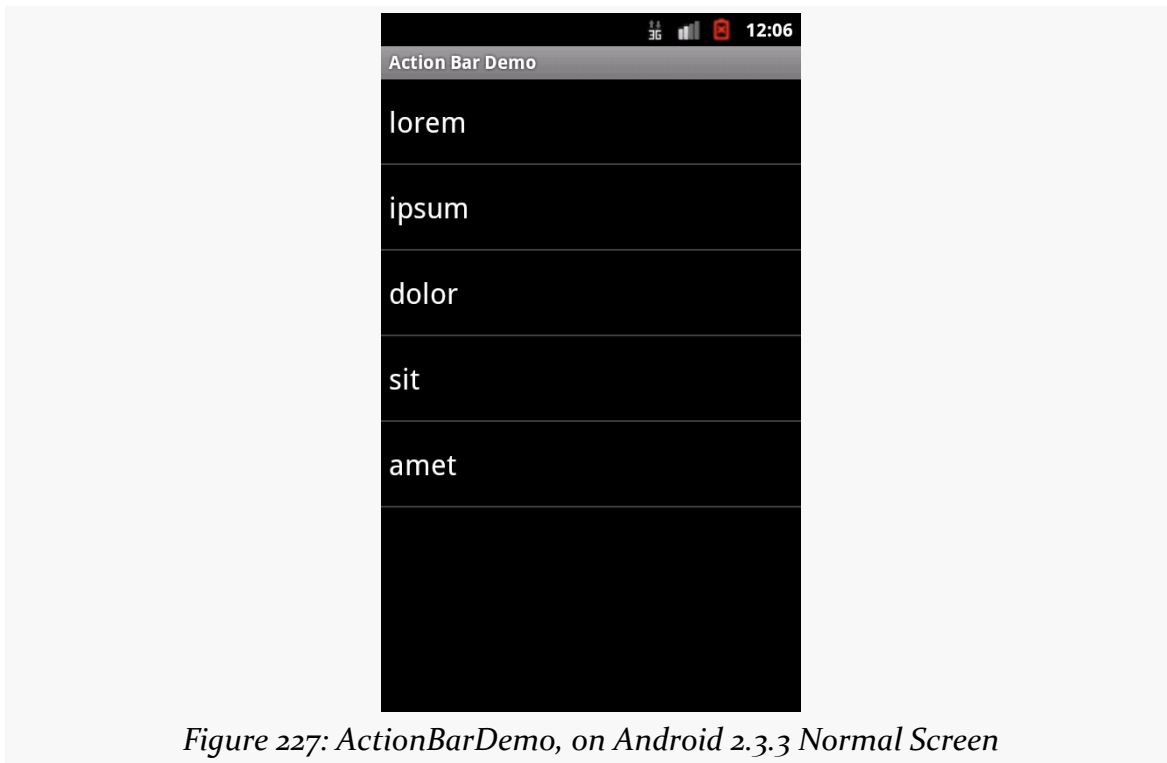 3G 12:06
Action Bar Demo
lorem
ipsum
dolor
sit
amet
Figure 227: ActionBarDemo, on Android 2.3.3 Normal Screen